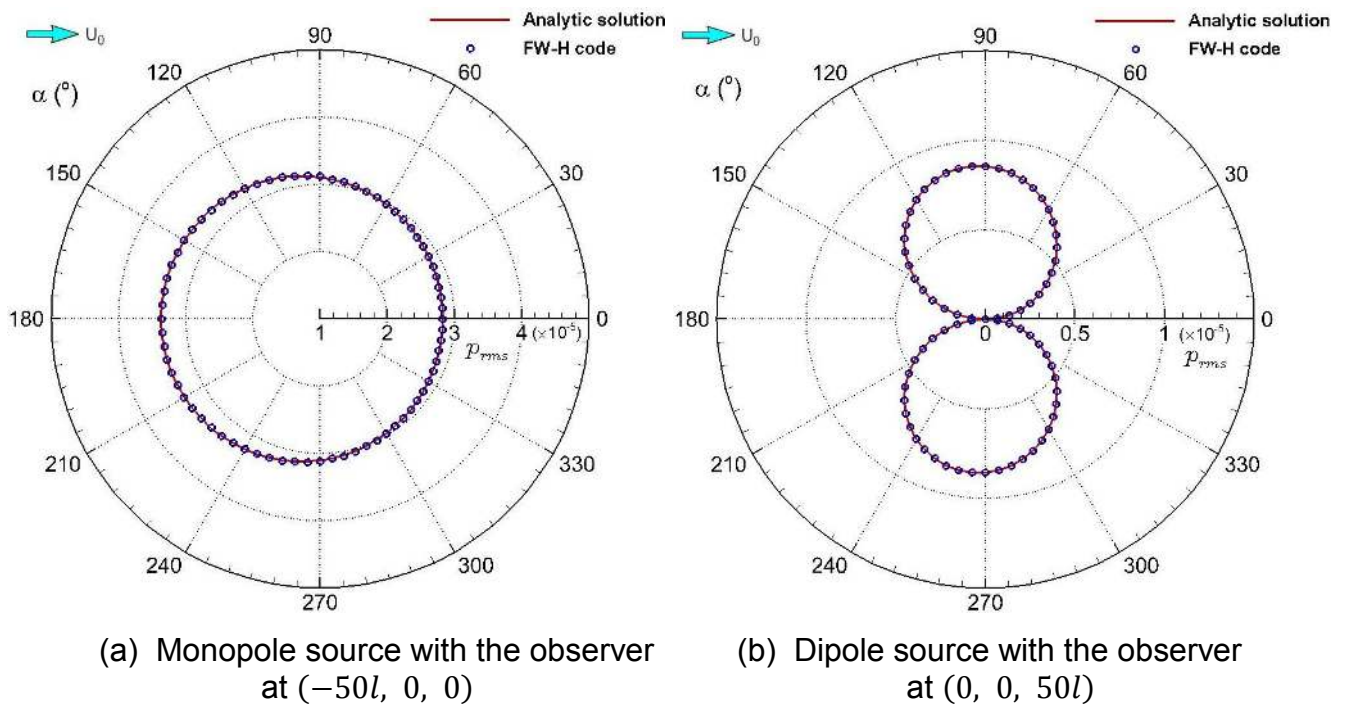 U0
Analytic solution
FW-H code
α (°)
90
60
30
0
330
300
270
240
210
180
150
120
1 2 3 4 (×10-5)
prms
U0
Analytic solution
FW-H code
α (°)
90
60
30
0
330
300
270
240
210
180
150
120
0 0.5 1 (×10-5)
prms
(a) Monopole source with the observer
at (−50l, 0, 0)
(b) Dipole source with the observer
at (0, 0, 50l)